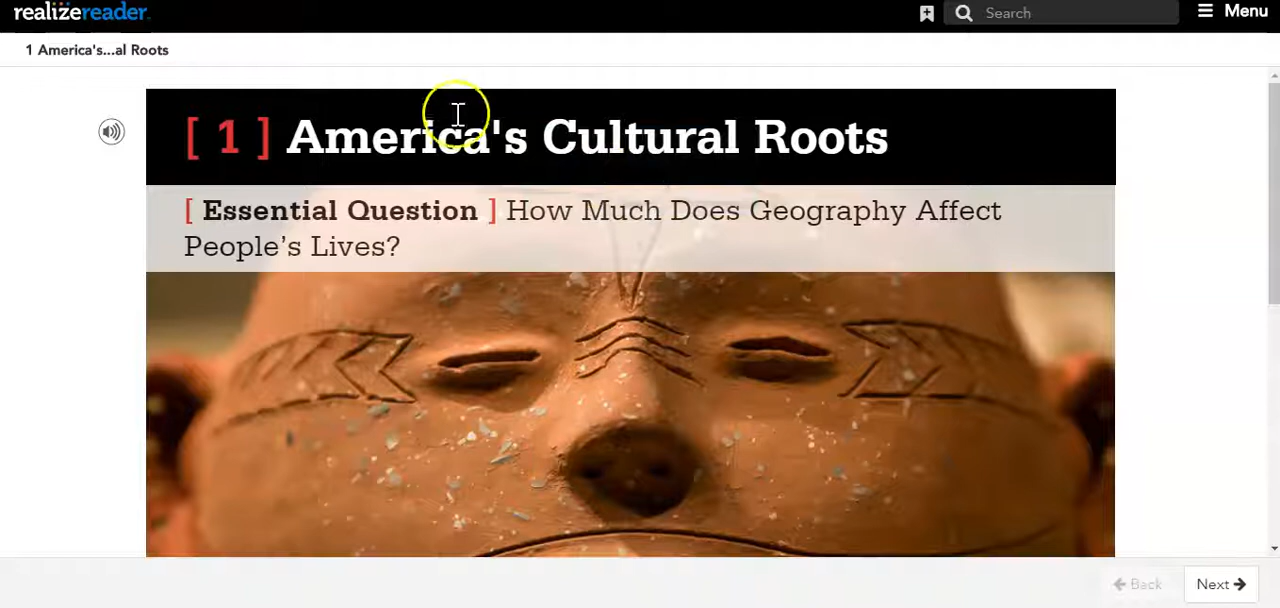 realizereader.
Search
Menu
1 America's...al Roots
[ 1 ] America's Cultural Roots
[ Essential Question ] How Much Does Geography Affect
People's Lives?
Back
Next